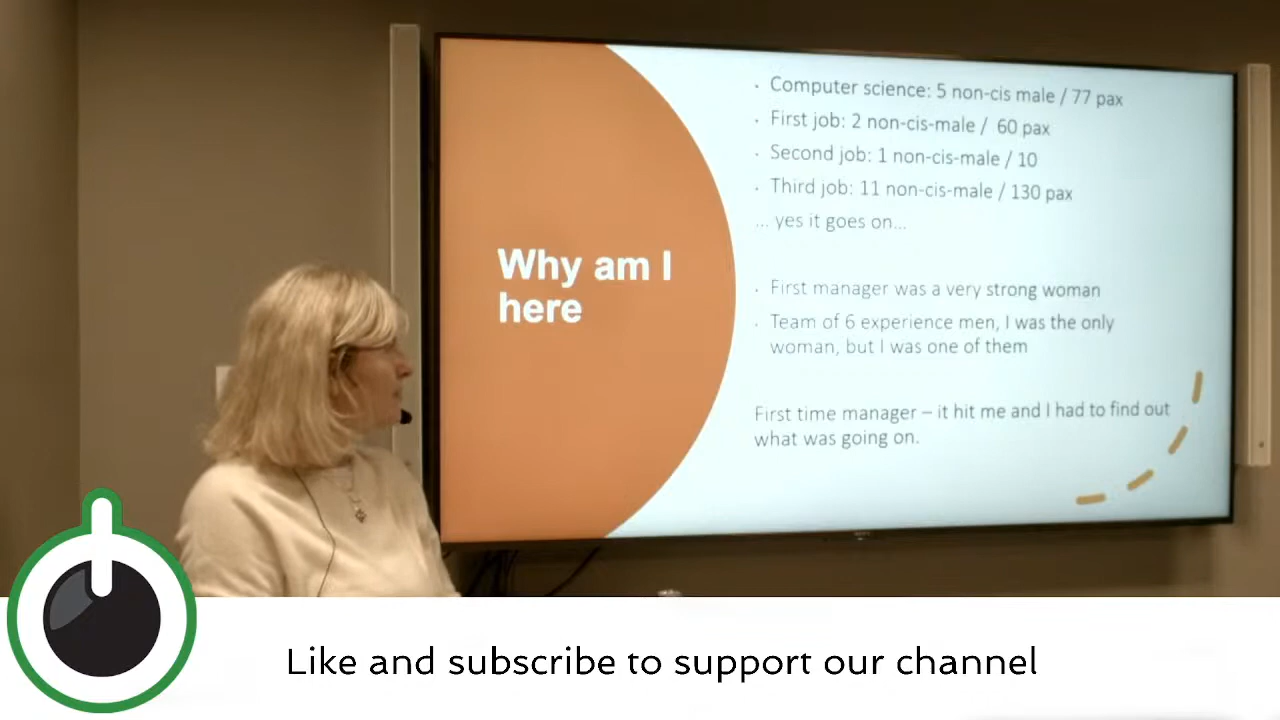 Why am I
here
Computer science: 5 non-cis male / 77 pax
First job: 2 non-cis-male / 60 pax
Second job: 1 non-cis-male / 10
Third job: 11 non-cis-male / 130 pax
... yes it goes on...
First manager was a very strong woman
Team of 6 experience men, I was the only
woman, but I was one of them
First time manager – it hit me and I had to find out
what was going on.
Like and subscribe to support our channel